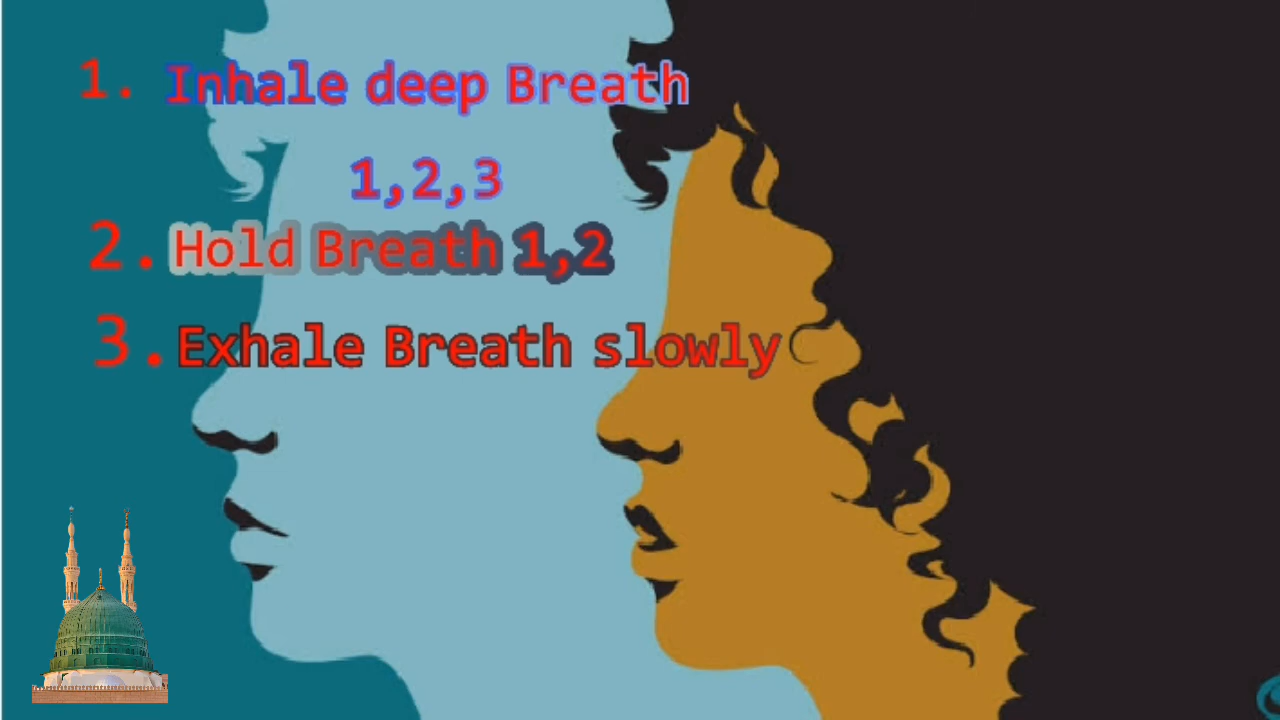 1. Inhale deep Breath
1,2,3
2. Hold Breath 1,2
3. Exhale Breath slowly